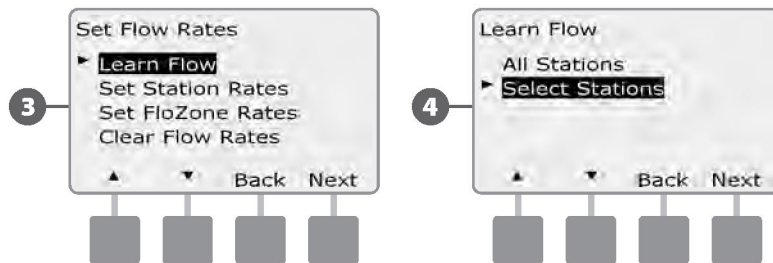 3
Set Flow Rates
Learn Flow
Set Station Rates
Set FloZone Rates
Clear Flow Rates
Back Next
4
Learn Flow
All Stations
Select Stations
Back Next